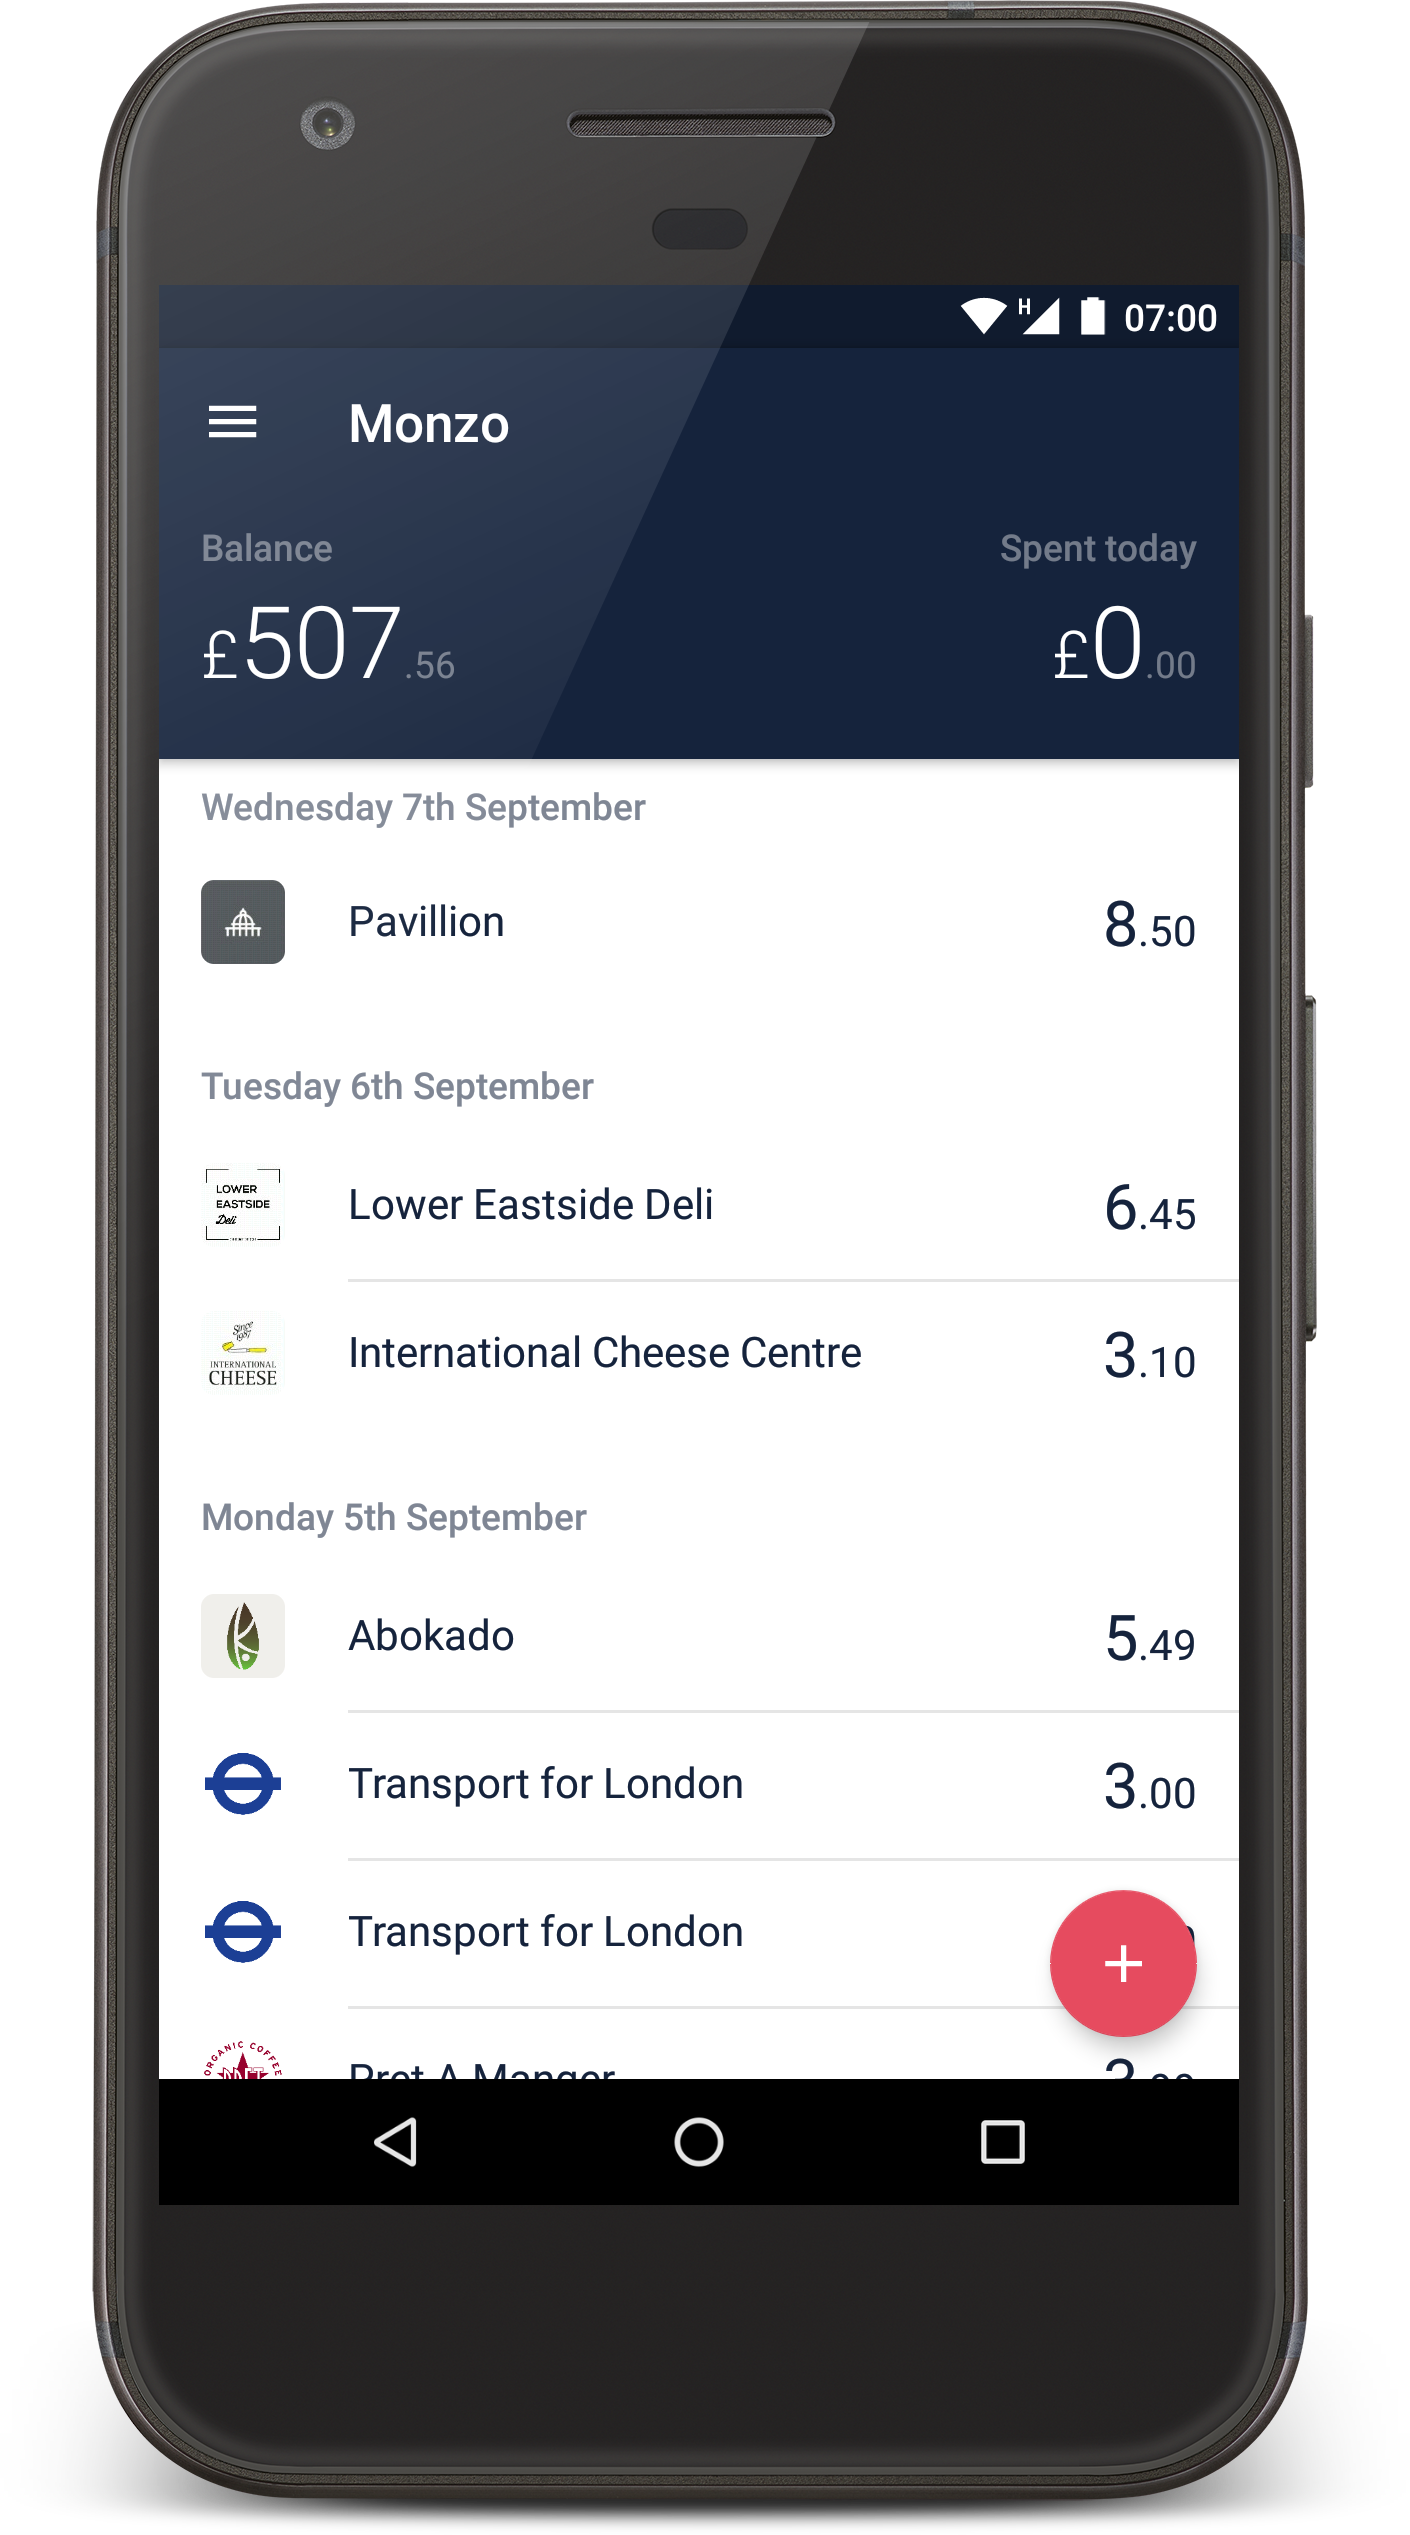 H 07:00
Monzo
Balance
Spent today
£507.56
£0.00
Wednesday 7th September
Pavillion
8.50
Tuesday 6th September
LOWER
EASTSIDE
Deli
Lower Eastside Deli
6.45
Since
1987
INTERNATIONAL
CHEESE
International Cheese Centre
3.10
Monday 5th September
Abokado
5.49
Transport for London
3.00
Transport for London
ORGANIC COFFEE
Pret A Manger